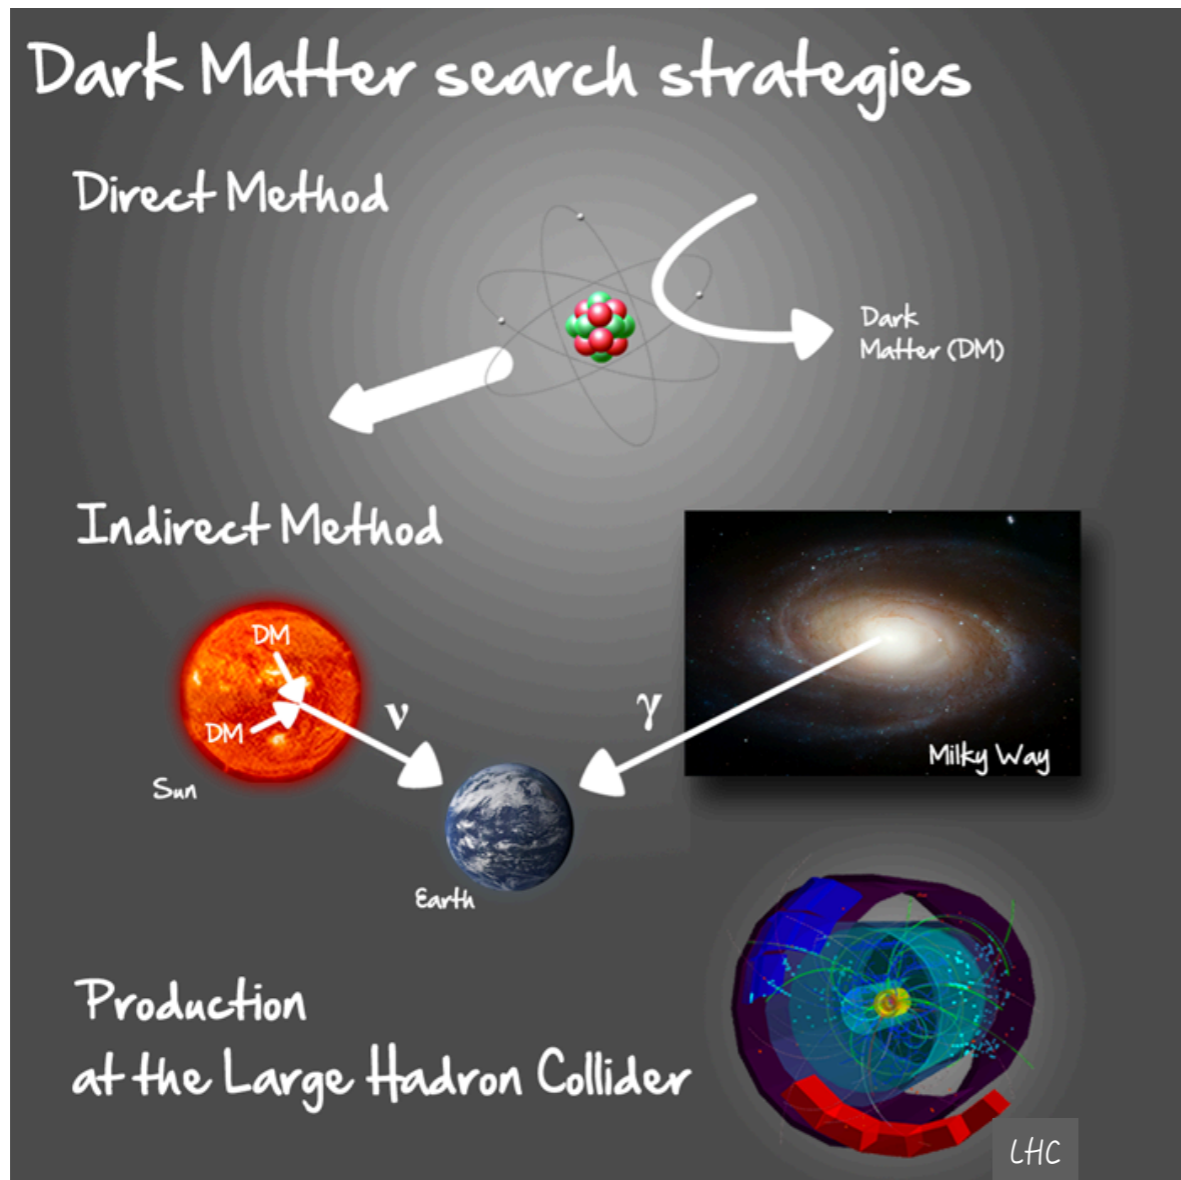 Dark Matter search strategies
Direct Method
Dark
Matter (DM)
Indirect Method
DM
DM
ν
γ
Sun
Milky Way
Earth
Production
at the Large Hadron Collider
LHC